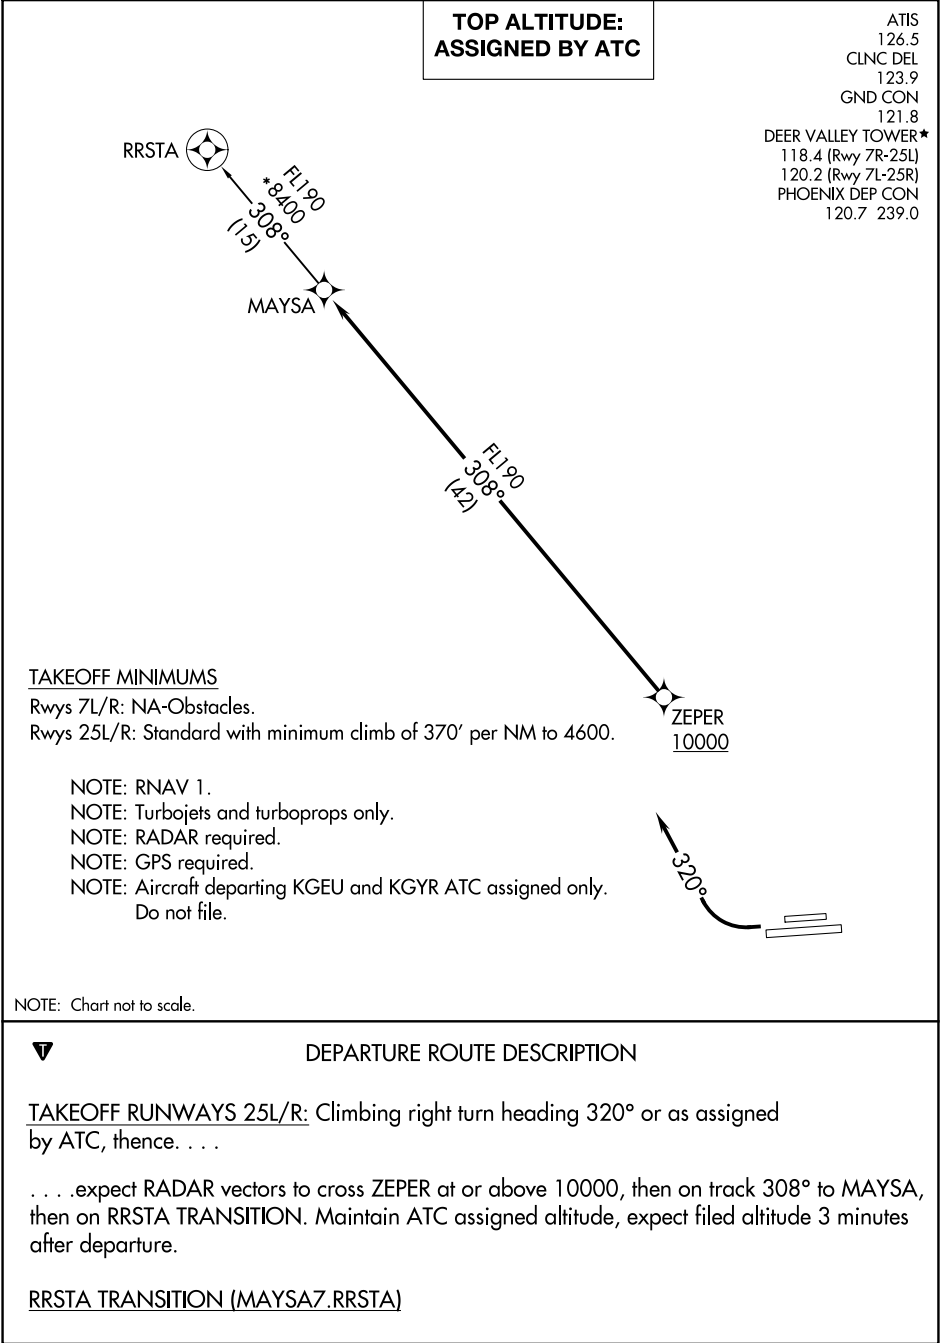 TOP ALTITUDE:
ASSIGNED BY ATC
ATIS
126.5
CLNC DEL
123.9
GND CON
121.8
DEER VALLEY TOWER★
118.4 (Rwy 7R-25L)
120.2 (Rwy 7L-25R)
PHOENIX DEP CON
120.7 239.0
RRSTA
FL190
*8400
308°
(15)
MAYSA
FL190
308°
(42)
ZEPER
10000
TAKEOFF MINIMUMS
Rwys 7L/R: NA-Obstacles.
Rwys 25L/R: Standard with minimum climb of 370' per NM to 4600.
NOTE: RNAV 1.
NOTE: Turbojets and turboprops only.
NOTE: RADAR required.
NOTE: GPS required.
NOTE: Aircraft departing KGEU and KGYR ATC assigned only.
Do not file.
320°
NOTE: Chart not to scale.
T
DEPARTURE ROUTE DESCRIPTION
TAKEOFF RUNWAYS 25L/R: Climbing right turn heading 320° or as assigned
by ATC, thence. . . .
. . . .expect RADAR vectors to cross ZEPER at or above 10000, then on track 308° to MAYSA,
then on RRSTA TRANSITION. Maintain ATC assigned altitude, expect filed altitude 3 minutes
after departure.
RRSTA TRANSITION (MAYSA7.RRSTA)